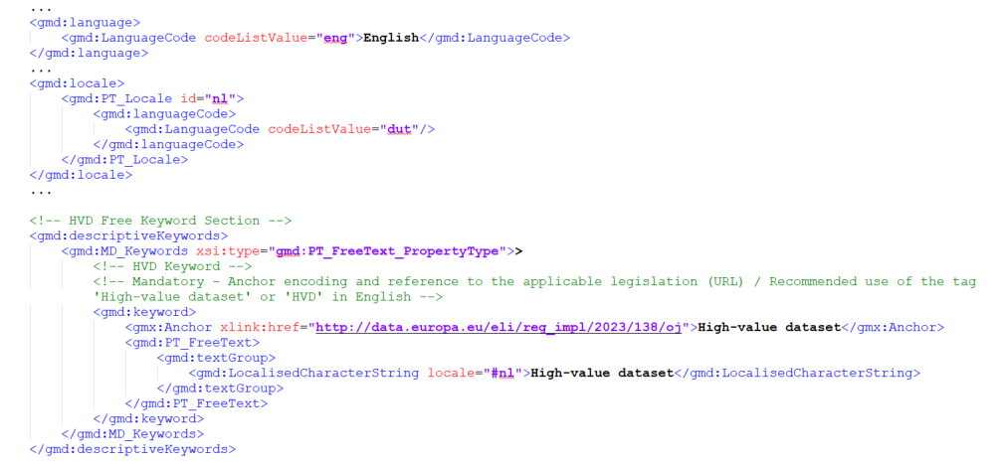 ...
<gmd:language>
<gmd:LanguageCode codeListValue="eng">English</gmd:LanguageCode>
</gmd:language>
...
<gmd:locale>
<gmd:PT_Locale id="nl">
<gmd:languageCode>
<gmd:LanguageCode codeListValue="dut"/>
</gmd:languageCode>
</gmd:PT_Locale>
</gmd:locale>
...
<!-- HVD Free Keyword Section -->
<gmd:descriptiveKeywords>
<gmd:MD_Keywords xsi:type="gmd:PT_FreeText_PropertyType">>
<!-- HVD Keyword -->
<!-- Mandatory – Anchor encoding and reference to the applicable legislation (URL) / Recommended use of the tag
'High-value dataset' or 'HVD' in English -->
<gmd:keyword>
<gmx:Anchor xlink:href="http://data.europa.eu/eli/reg_impl/2023/138/oj">High-value dataset</gmx:Anchor>
<gmd:PT_FreeText>
<gmd:textGroup>
<gmd:LocalisedCharacterString locale="#nl">High-value dataset</gmd:LocalisedCharacterString>
</gmd:textGroup>
</gmd:PT_FreeText>
</gmd:keyword>
</gmd:MD_Keywords>
</gmd:descriptiveKeywords>